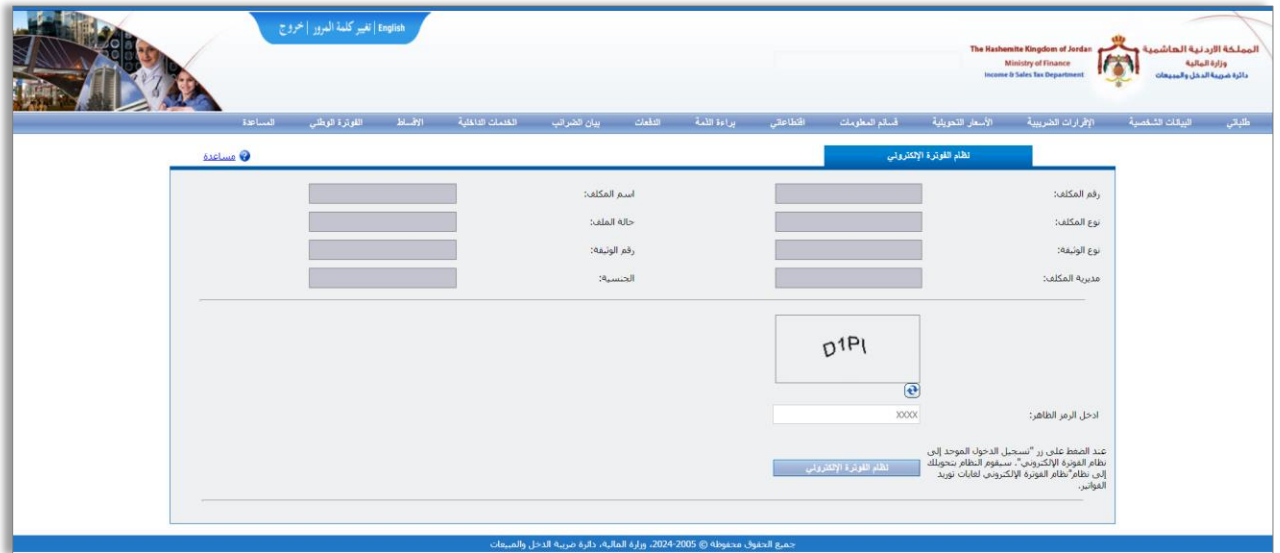 English | تغيير كلمة المرور | خروج
The Hashemite Kingdom of Jordan
Ministry of Finance
Income & Sales Tax Department
المملكة الاردنية الهاشمية
وزارة المالية
دائرة ضريبة الدخل والمبيعات
طلباتي البيانات الشخصية الإقرارات الضريبية الأسعار التحويلية قسائم المعلومات اقتطاعاتي براءة الذمة الدفعات بيان الضرائب الخدمات الداخلية الاقساط الفوترة الوطني المساعدة
نظام الفوترة الإلكتروني
مساعدة
رقم المكلف: اسم المكلف:
نوع المكلف: حالة الملف:
نوع الوثيقة: رقم الوثيقة:
مديرية المكلف: الجنسية:
D1PI
ادخل الرمز الظاهر: XXXX
عند الضغط على زر "تسجيل الدخول الموحد إلى
نظام الفوترة الإلكتروني"، سيقوم النظام بتحويلك
إلى نظام"نظام الفوترة الإلكتروني لغايات توريد
الفواتير.
نظام الفوترة الإلكتروني
جميع الحقوق محفوظة © 2005-2024، وزارة المالية، دائرة ضريبة الدخل والمبيعات